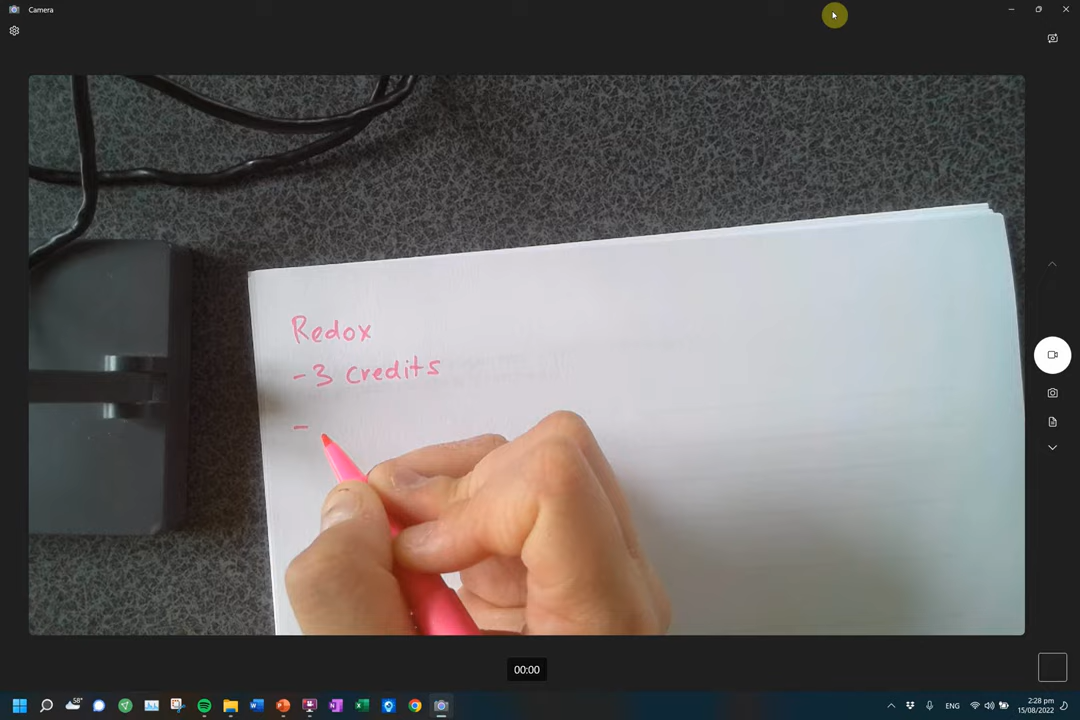 Camera
Redox
-3 credits
-
00:00
58°
ENG
2:28 pm
15/08/2022